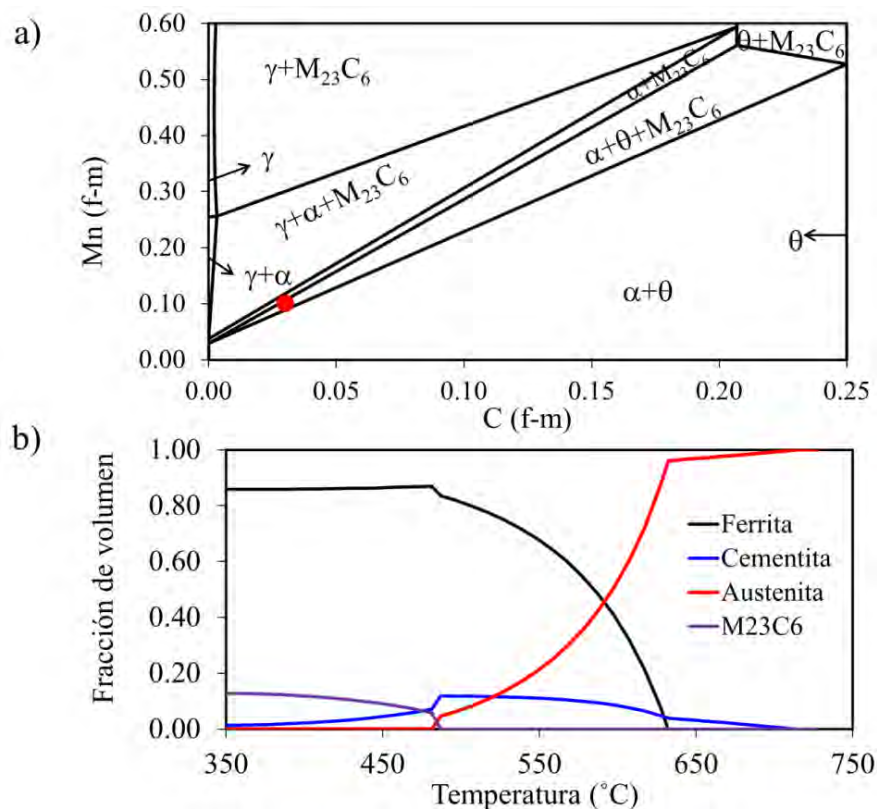 a)
0.60
0.50
0.40
0.30
0.20
0.10
0.00
Mn (f-m)
γ+M₂₃C₆
θ+M₂₃C₆
α+M₂₃C₆
α+θ+M₂₃C₆
γ
γ+α+M₂₃C₆
θ
γ+α
α+θ
0.00 0.05 0.10 0.15 0.20 0.25
C (f-m)
b)
1.00
0.80
0.60
0.40
0.20
0.00
Fracción de volumen
Ferrita
Cementita
Austenita
M23C6
350 450 550 650 750
Temperatura (˚C)